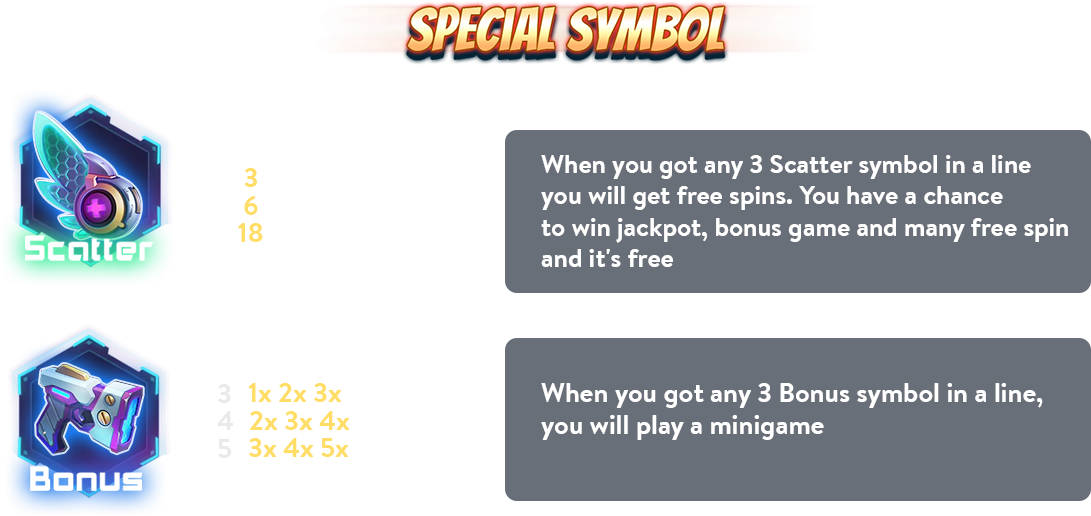 SPECIAL SYMBOL
Scatter
3
6
18
When you got any 3 Scatter symbol in a line
you will get free spins. You have a chance
to win jackpot, bonus game and many free spin
and it's free
Bonus
3 1x 2x 3x
4 2x 3x 4x
5 3x 4x 5x
When you got any 3 Bonus symbol in a line,
you will play a minigame